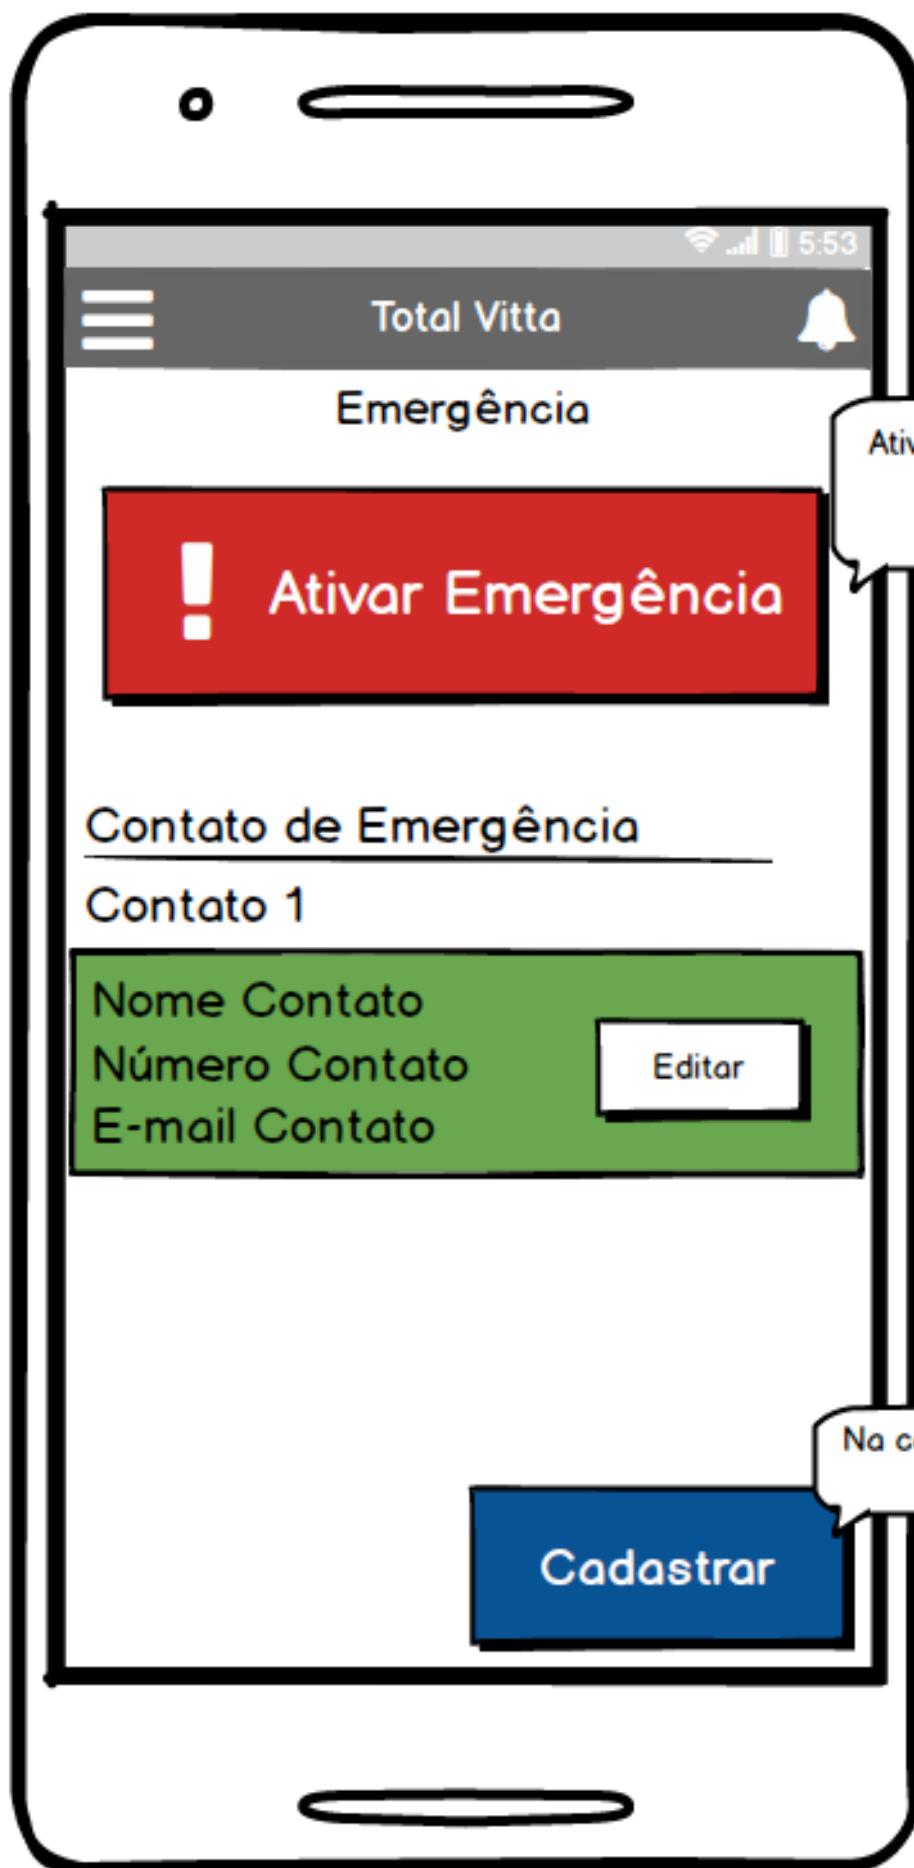 5:53
Total Vitta
Emergência
! Ativar Emergência
Contato de Emergência
Contato 1
Nome Contato
Número Contato
E-mail Contato
Editar
Na
Cadastrar